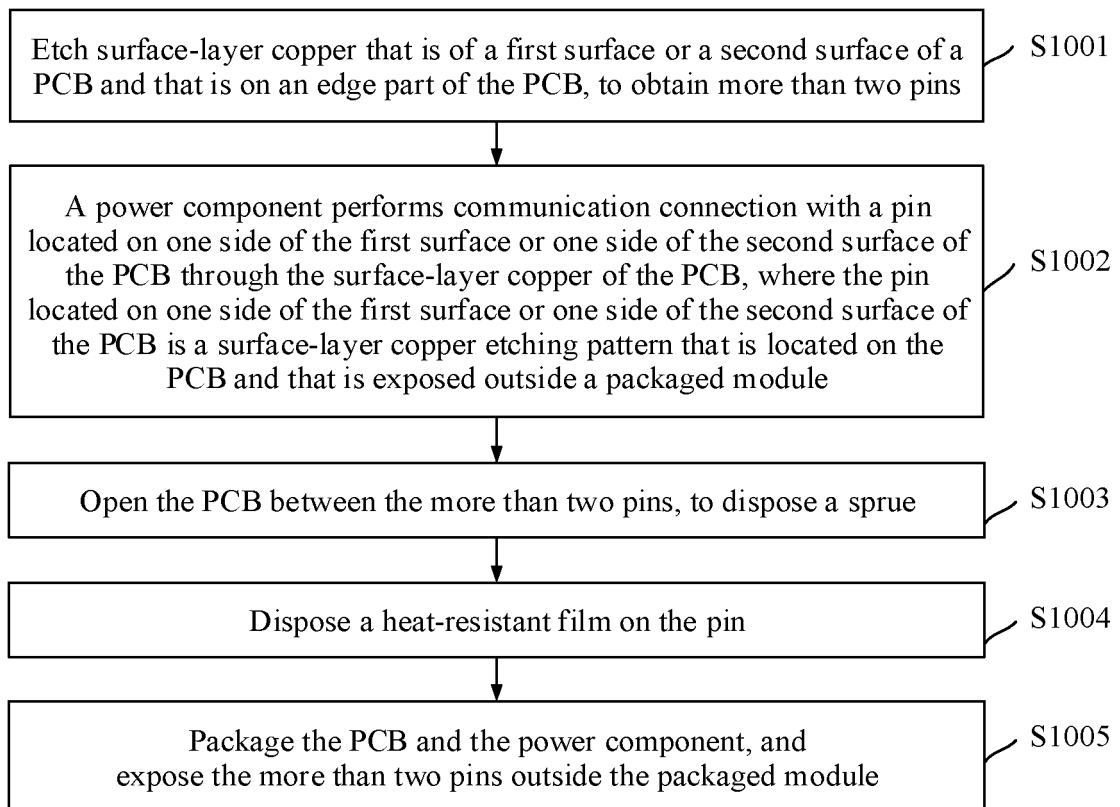 Etch surface-layer copper that is of a first surface or a second surface of a
PCB and that is on an edge part of the PCB, to obtain more than two pins
S1001
A power component performs communication connection with a pin
located on one side of the first surface or one side of the second surface of
the PCB through the surface-layer copper of the PCB, where the pin
located on one side of the first surface or one side of the second surface of
the PCB is a surface-layer copper etching pattern that is located on the
PCB and that is exposed outside a packaged module
S1002
Open the PCB between the more than two pins, to dispose a sprue
S1003
Dispose a heat-resistant film on the pin
S1004
Package the PCB and the power component, and
expose the more than two pins outside the packaged module
S1005